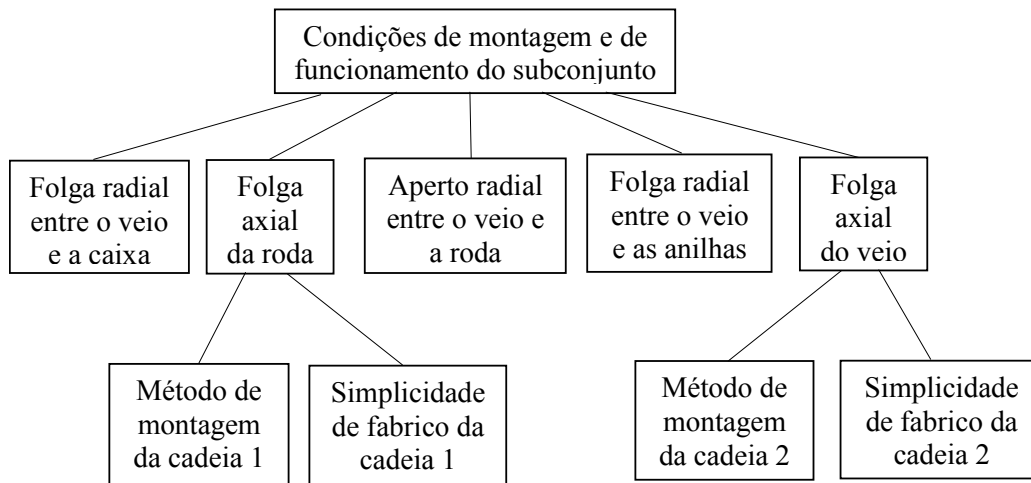 Condições de montagem e de
funcionamento do subconjunto
Folga radial
entre o veio
e a caixa
Folga
axial
da roda
Aperto radial
entre o veio e
a roda
Folga radial
entre o veio
e as anilhas
Folga
axial
do veio
Método de
montagem
da cadeia 1
Simplicidade
de fabrico da
cadeia 1
Método de
montagem
da cadeia 2
Simplicidade
de fabrico da
cadeia 2